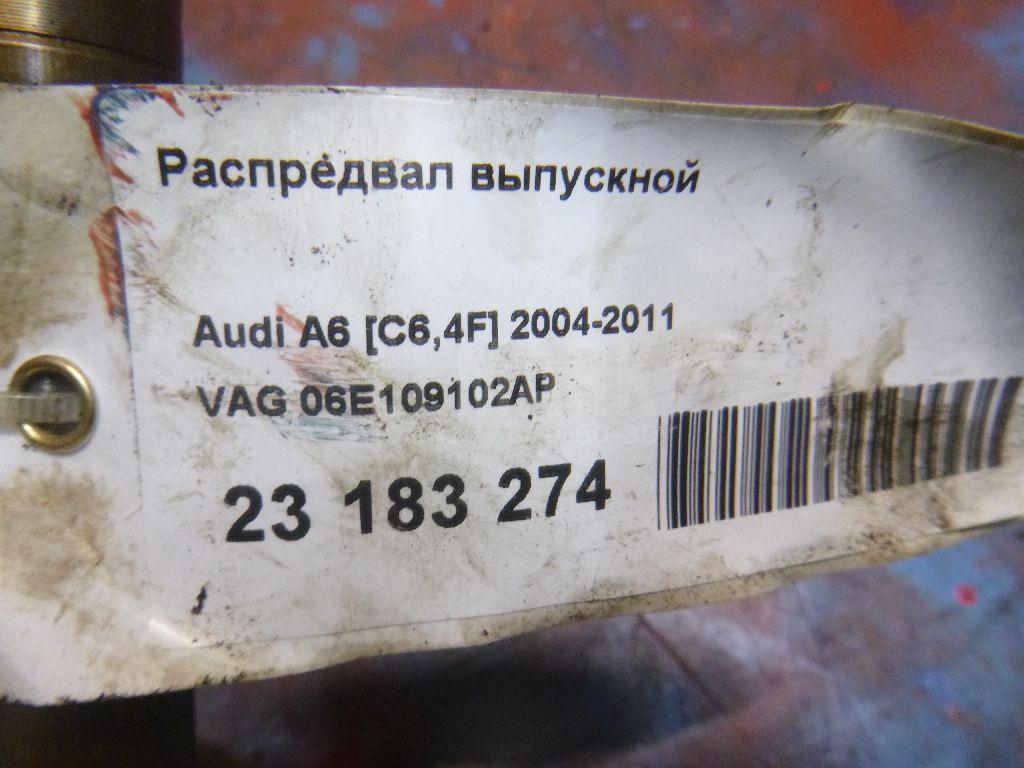 Распредвал выпускной
Audi A6 [C6,4F] 2004-2011
VAG 06E109102AP
23 183 274